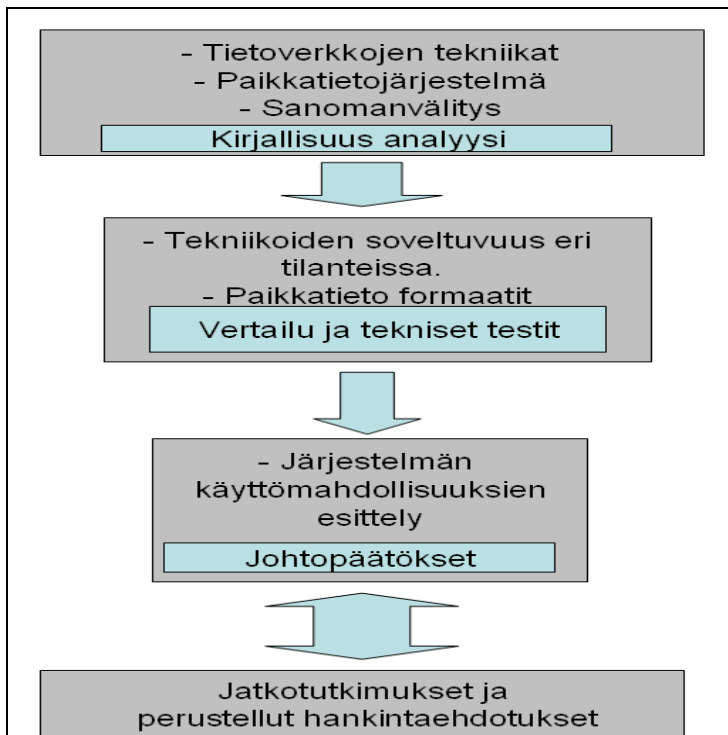 - Tietoverkkojen tekniikat
- Paikkatietojärjestelmä
- Sanomanvälitys
Kirjallisuus analyysi
- Tekniikoiden soveltuvuus eri
tilanteissa.
- Paikkatieto formaatit
Vertailu ja tekniset testit
- Järjestelmän
käyttömahdollisuuksien
esittely
Johtopäätökset
Jatkotutkimukset ja
perustellut hankintaehdotukset